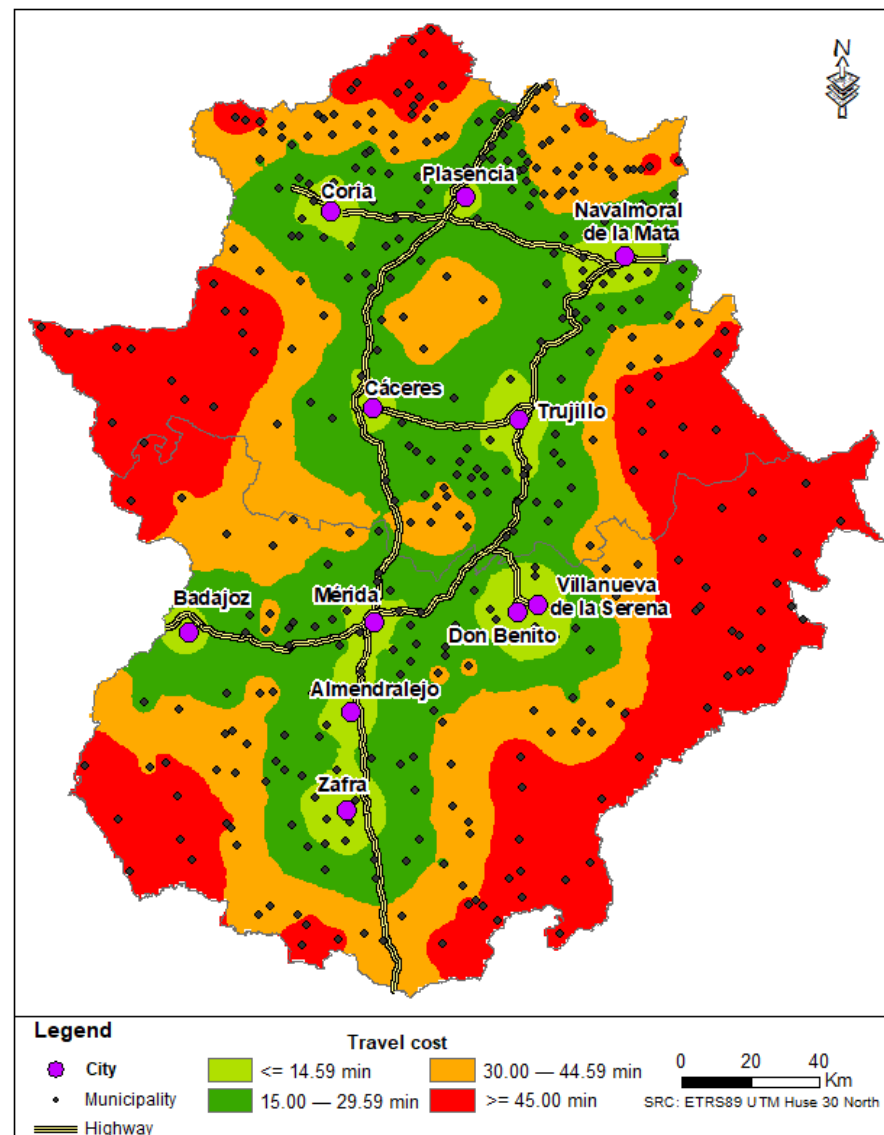 N
Plasencia
Coria
Navalmoral
de la Mata
Cáceres
Trujillo
Badajoz
Mérida
Villanueva
de la Serena
Don Benito
Almendralejo
Zafra
Legend
Travel cost
City
<= 14.59 min
30.00 — 44.59 min
0 20 40
Km
Municipality
15.00 — 29.59 min
>= 45.00 min
SRC: ETRS89 UTM Huse 30 North
Highway